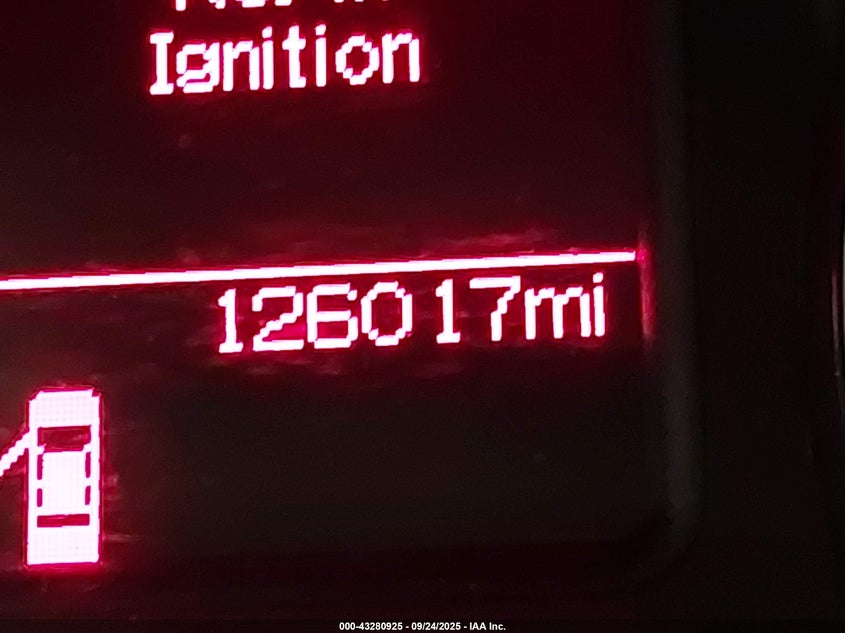 Ignition
126017mi
000-43280925 - 09/24/2025 - IAA Inc.